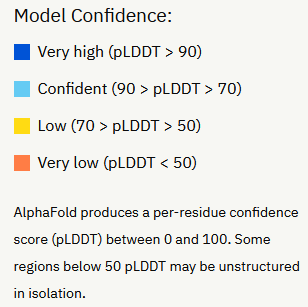 Model Confidence:
Very high (pLDDT > 90)
Confident (90 > pLDDT > 70)
Low (70 > pLDDT > 50)
Very low (pLDDT < 50)
AlphaFold produces a per-residue confidence
score (pLDDT) between 0 and 100. Some
regions below 50 pLDDT may be unstructured
in isolation.